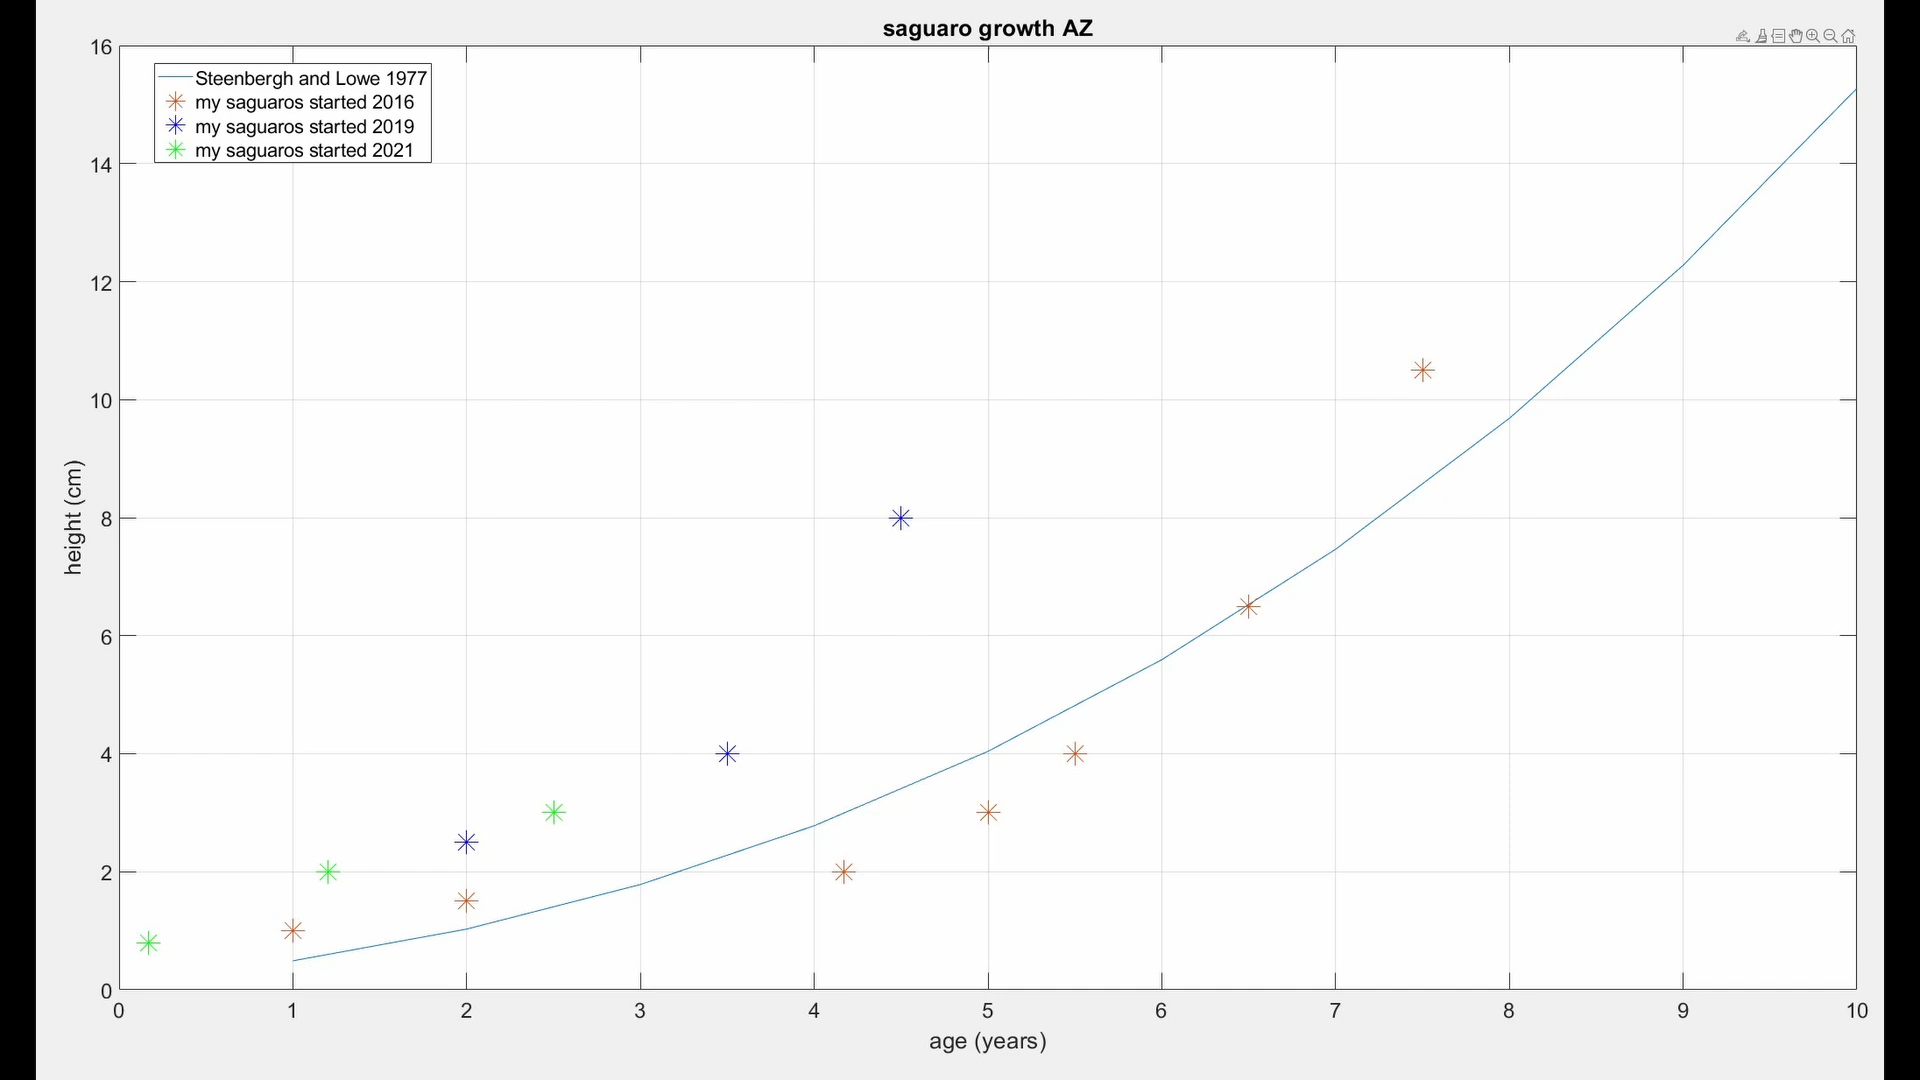 saguaro growth AZ
Steenbergh and Lowe 1977
my saguaros started 2016
my saguaros started 2019
my saguaros started 2021
16
14
12
10
8
6
4
2
0
height (cm)
0 1 2 3 4 5 6 7 8 9 10
age (years)